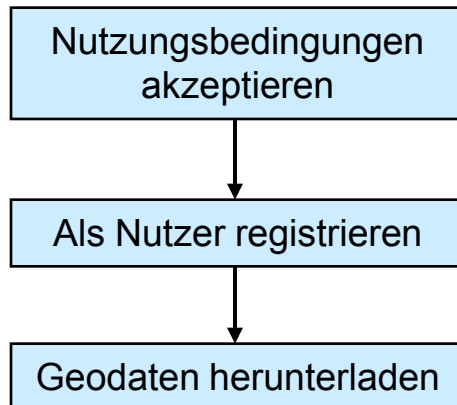 Nutzungsbedingungen
akzeptieren
Als Nutzer registrieren
Geodaten herunterladen